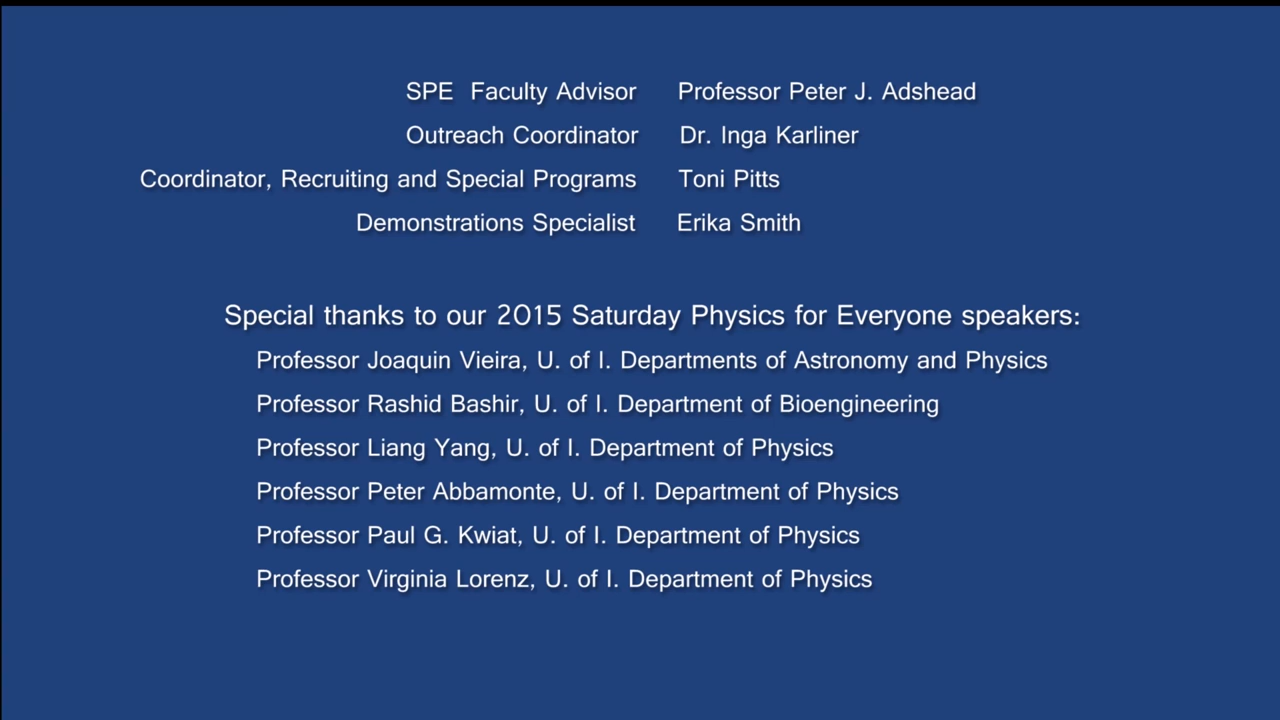 SPE Faculty Advisor Professor Peter J. Adshead
Outreach Coordinator Dr. Inga Karliner
Coordinator, Recruiting and Special Programs Toni Pitts
Demonstrations Specialist Erika Smith
Special thanks to our 2015 Saturday Physics for Everyone speakers:
Professor Joaquin Vieira, U. of I. Departments of Astronomy and Physics
Professor Rashid Bashir, U. of I. Department of Bioengineering
Professor Liang Yang, U. of I. Department of Physics
Professor Peter Abbamonte, U. of I. Department of Physics
Professor Paul G. Kwiat, U. of I. Department of Physics
Professor Virginia Lorenz, U. of I. Department of Physics